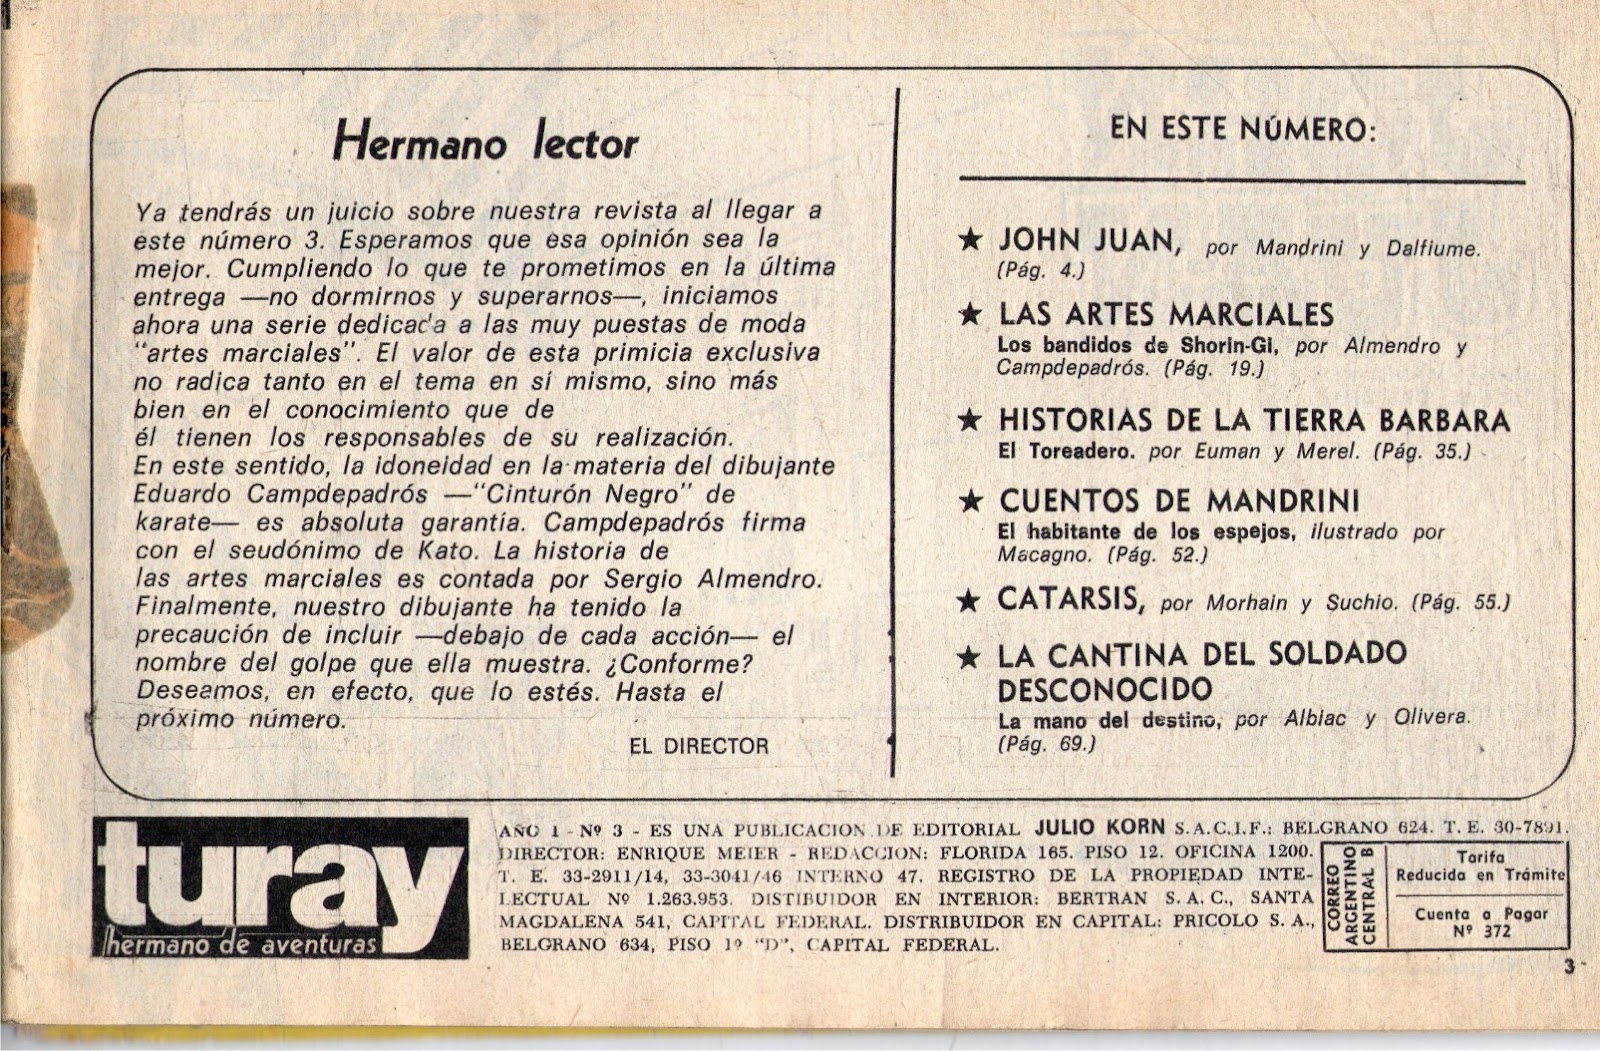 Hermano lector
Ya tendrás un juicio sobre nuestra revista al llegar a
este número 3. Esperamos que esa opinión sea la
mejor. Cumpliendo lo que te prometimos en la última
entrega —no dormirnos y superarnos—, iniciamos
ahora una serie dedicada a las muy puestas de moda
“artes marciales”. El valor de esta primicia exclusiva
no radica tanto en el tema en sí mismo, sino más
bien en el conocimiento que de
él tienen los responsables de su realización.
En este sentido, la idoneidad en la materia del dibujante
Eduardo Campdepadrós —“Cinturón Negro” de
karate— es absoluta garantía. Campdepadrós firma
con el seudónimo de Kato. La historia de
las artes marciales es contada por Sergio Almendro.
Finalmente, nuestro dibujante ha tenido la
precaución de incluir —debajo de cada acción— el
nombre del golpe que ella muestra. ¿Conforme?
Deseamos, en efecto, que lo estés. Hasta el
próximo número.
EL DIRECTOR
EN ESTE NÚMERO:
★ JOHN JUAN, por Mandrini y Dalfiume.
(Pág. 4.)
★ LAS ARTES MARCIALES
Los bandidos de Shorin-Gi, por Almendro y
Campdepadrós. (Pág. 19.)
★ HISTORIAS DE LA TIERRA BARBARA
El Toreadero. por Euman y Merel. (Pág. 35.)
★ CUENTOS DE MANDRINI
El habitante de los espejos, ilustrado por
Macagno. (Pág. 52.)
★ CATARSIS, por Morhain y Suchio. (Pág. 55.)
★ LA CANTINA DEL SOLDADO
DESCONOCIDO
La mano del destino, por Albiac y Olivera.
(Pág. 69.)
turay
hermano de aventuras
AÑO 1 - Nº 3 - ES UNA PUBLICACION DE EDITORIAL JULIO KORN S.A.C.I.F.: BELGRANO 624. T. E. 30-7891.
DIRECTOR: ENRIQUE MEIER - REDACCION: FLORIDA 165. PISO 12. OFICINA 1200.
T. E. 33-2911/14, 33-3041/46 INTERNO 47. REGISTRO DE LA PROPIEDAD INTE-
LECTUAL Nº 1.263.953. DISTIBUIDOR EN INTERIOR: BERTRAN S. A. C., SANTA
MAGDALENA 541, CAPITAL FEDERAL. DISTRIBUIDOR EN CAPITAL: PRICOLO S. A.,
BELGRANO 634, PISO 1º “D”, CAPITAL FEDERAL.
CORREO
ARGENTINO
CENTRAL B
Tarifa
Reducida en Trámite
Cuenta a Pagar
Nº 372
3